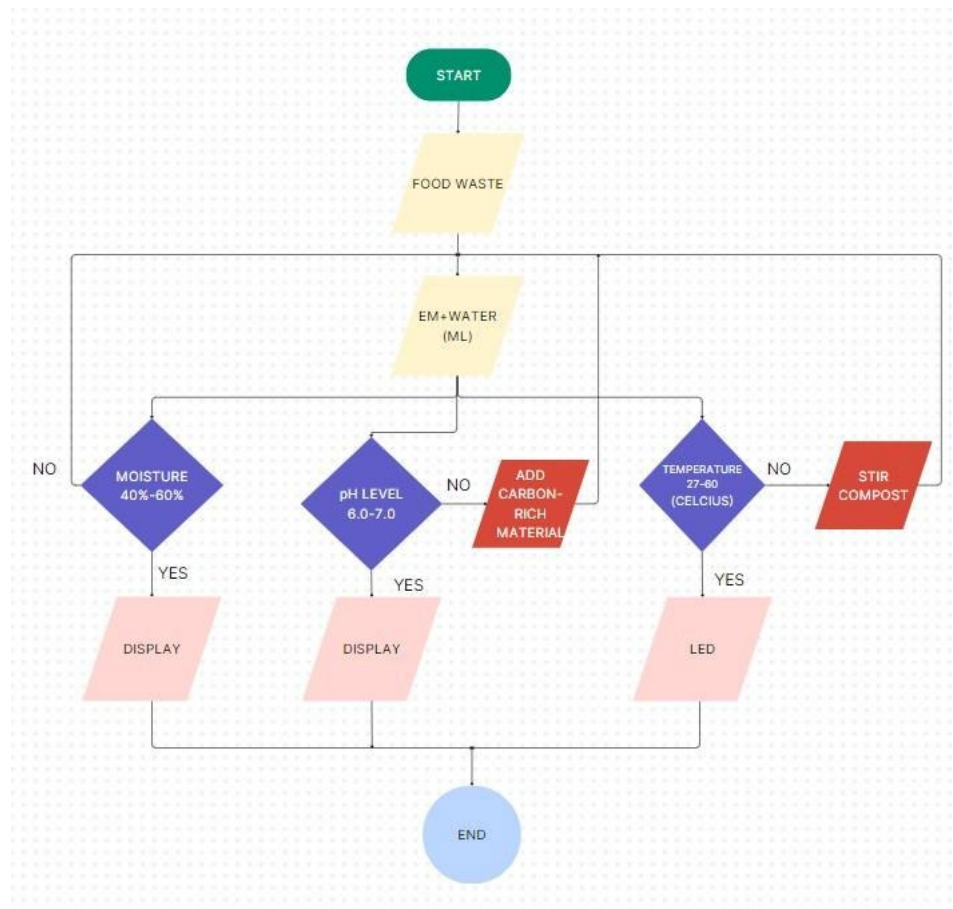 START
FOOD WASTE
EM+WATER
(ML)
NO
MOISTURE
40%-60%
pH LEVEL
6.0-7.0
NO
ADD
CARBON-
RICH
MATERIAL
TEMPERATURE
27-60
(CELCIUS)
NO
STIR
COMPOST
YES
YES
YES
DISPLAY
DISPLAY
LED
END